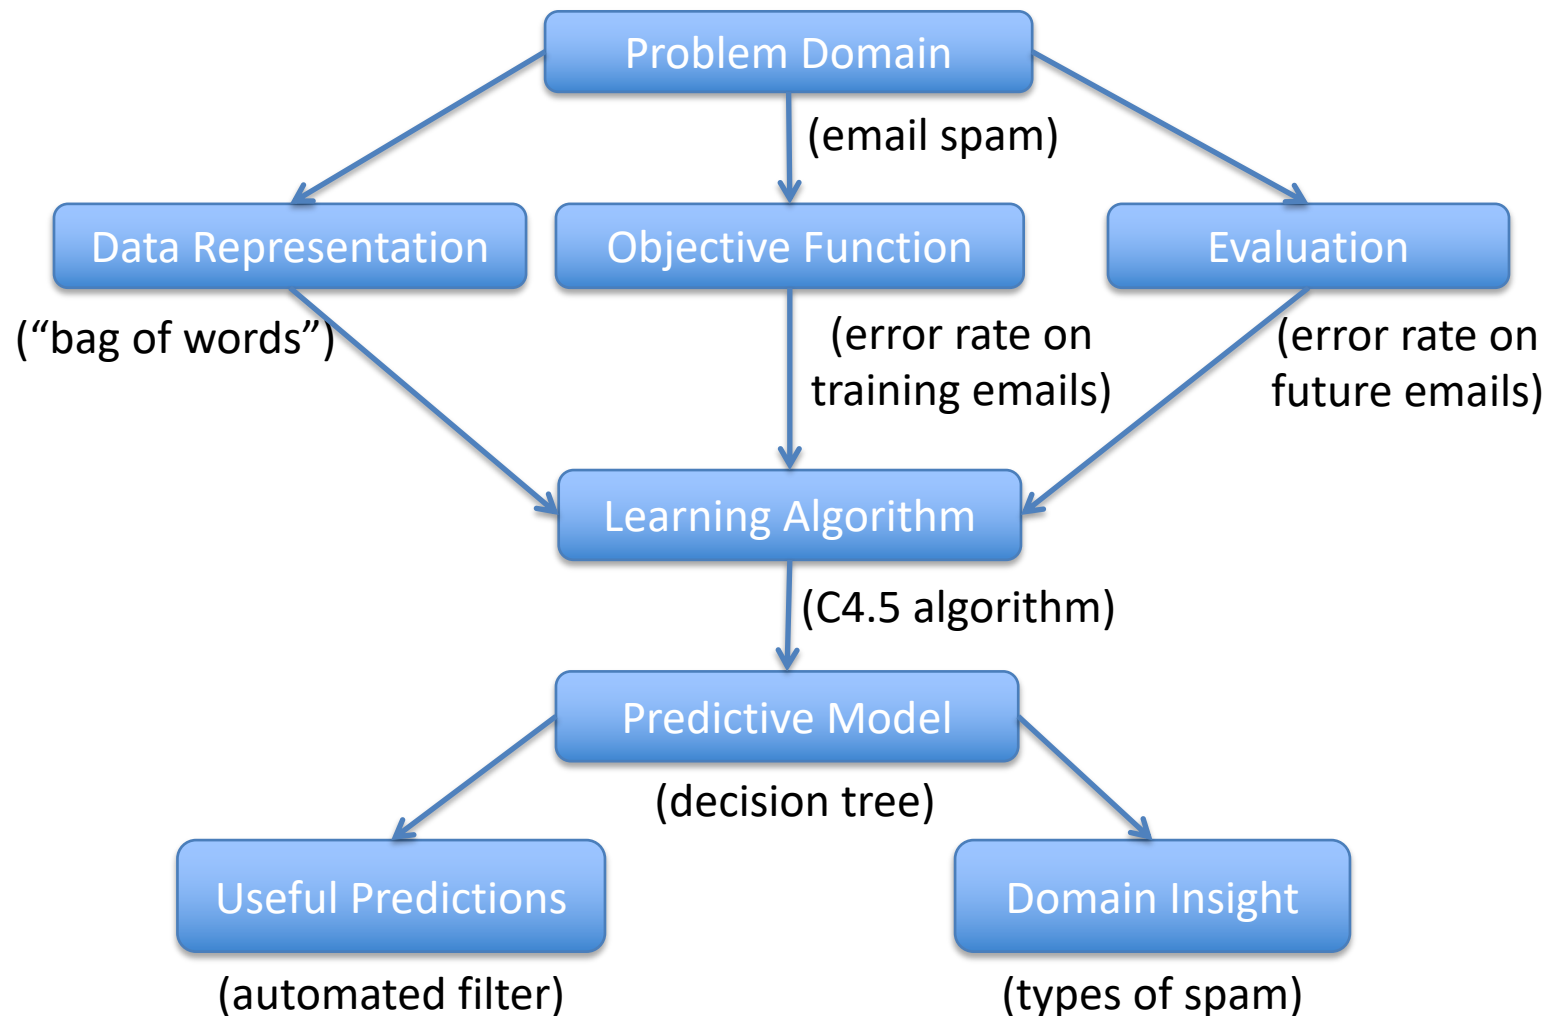 Problem Domain
(email spam)
Data Representation
Objective Function
Evaluation
(“bag of words”)
(error rate on
training emails)
(error rate on
future emails)
Learning Algorithm
(C4.5 algorithm)
Predictive Model
(decision tree)
Useful Predictions
Domain Insight
(automated filter)
(types of spam)